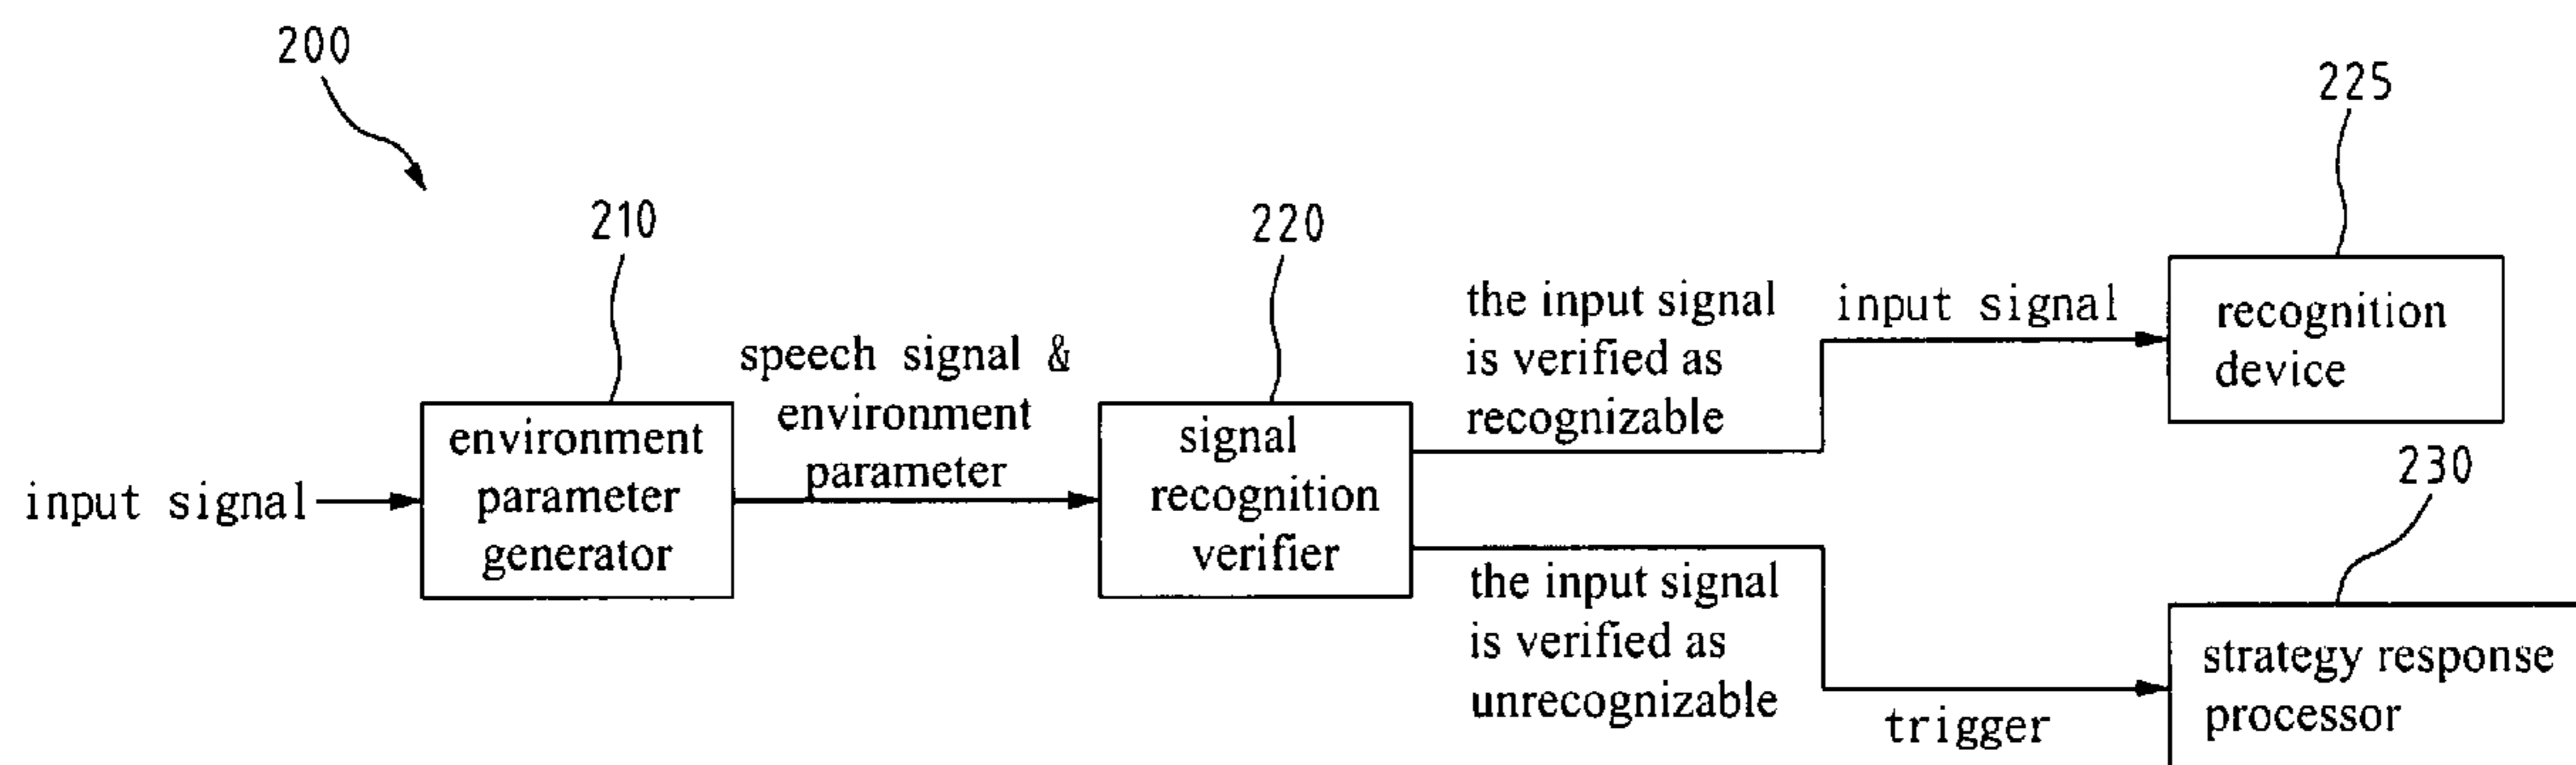 200
225
210
220
the input signal
is verified as
recognizable
input signal
recognition
device
speech signal &
environment
parameter
230
input signal
environment
parameter
generator
signal
recognition
verifier
the input signal
is verified as
unrecognizable
trigger
strategy response
processor